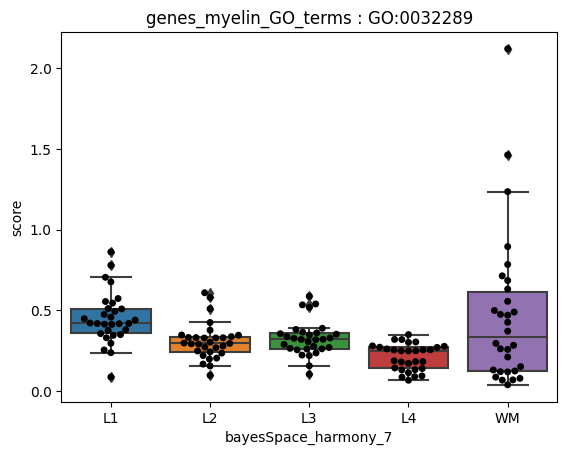 genes_myelin_GO_terms : GO:0032289
2.0
1.5
1.0
0.5
0.0
score
L1 L2 L3 L4 WM
bayesSpace_harmony_7